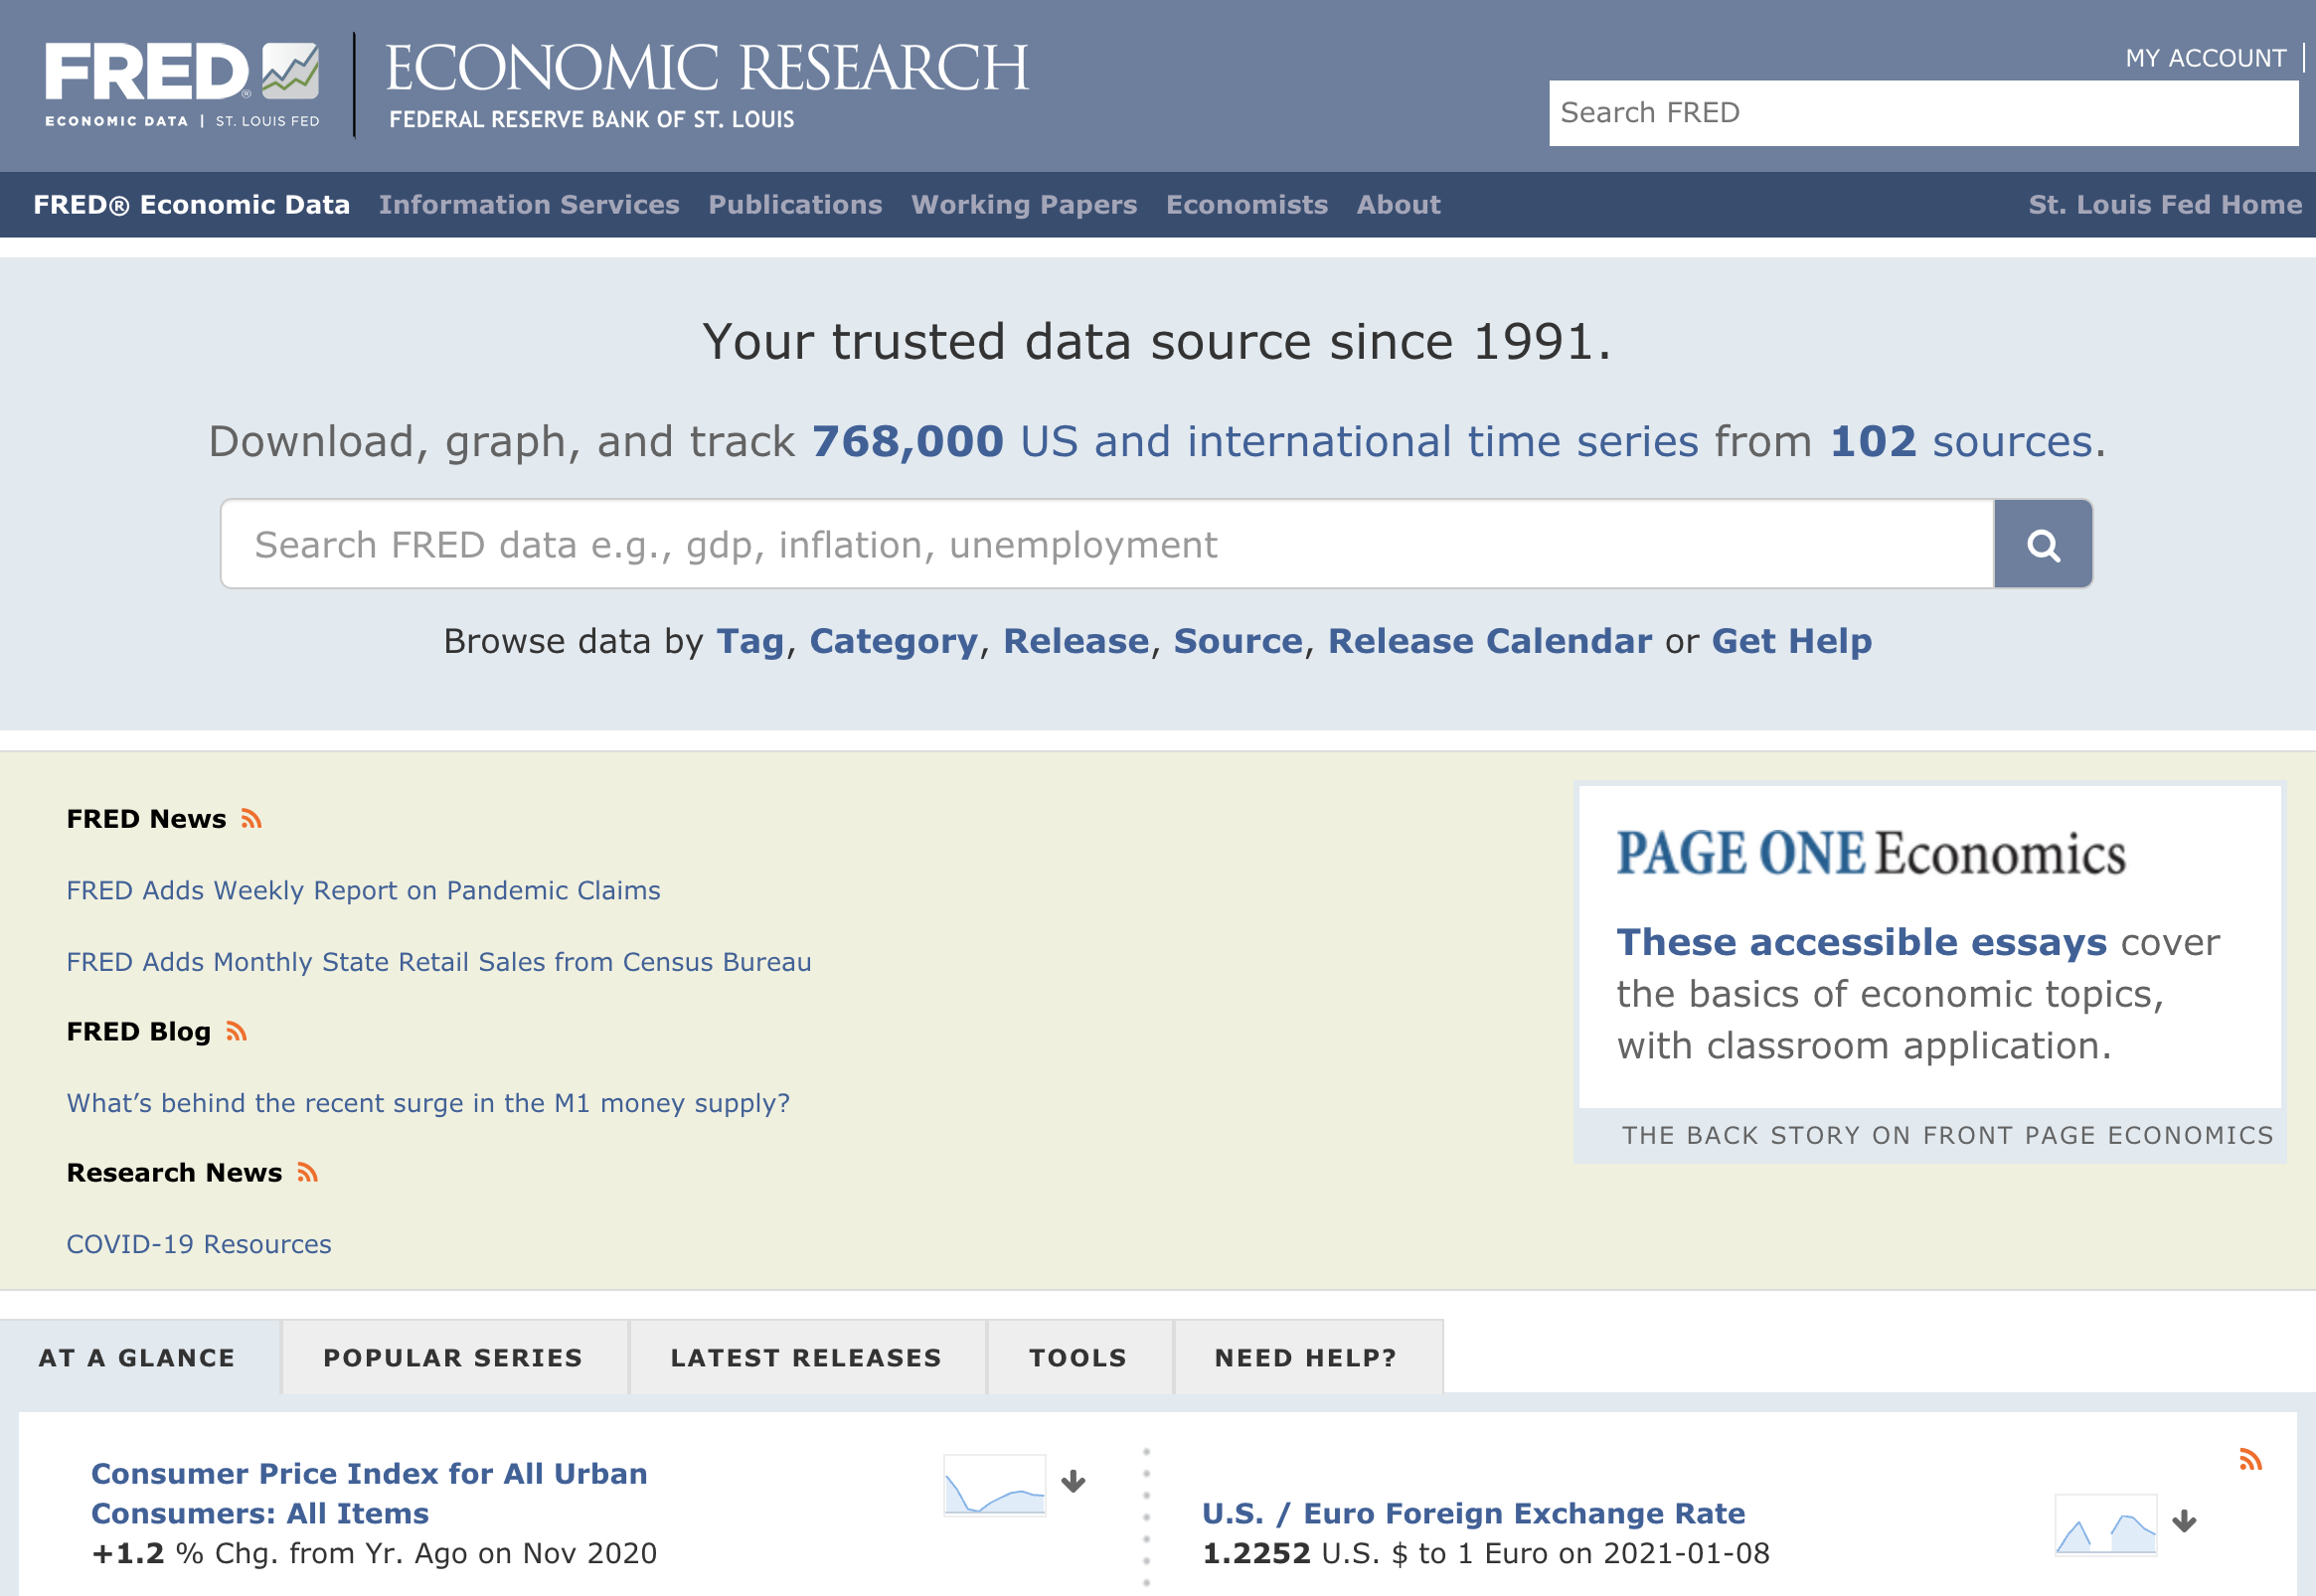 FRED®
ECONOMIC DATA | ST. LOUIS FED
ECONOMIC RESEARCH
FEDERAL RESERVE BANK OF ST. LOUIS
MY ACCOUNT
Search FRED
FRED® Economic Data Information Services Publications Working Papers Economists About St. Louis Fed Home
Your trusted data source since 1991.
Download, graph, and track 768,000 US and international time series from 102 sources.
Search FRED data e.g., gdp, inflation, unemployment
Browse data by Tag, Category, Release, Source, Release Calendar or Get Help
FRED News
FRED Adds Weekly Report on Pandemic Claims
FRED Adds Monthly State Retail Sales from Census Bureau
FRED Blog
What’s behind the recent surge in the M1 money supply?
Research News
COVID-19 Resources
PAGE ONE Economics
These accessible essays cover
the basics of economic topics,
with classroom application.
THE BACK STORY ON FRONT PAGE ECONOMICS
AT A GLANCE POPULAR SERIES LATEST RELEASES TOOLS NEED HELP?
Consumer Price Index for All Urban
Consumers: All Items
+1.2 % Chg. from Yr. Ago on Nov 2020
U.S. / Euro Foreign Exchange Rate
1.2252 U.S. $ to 1 Euro on 2021-01-08